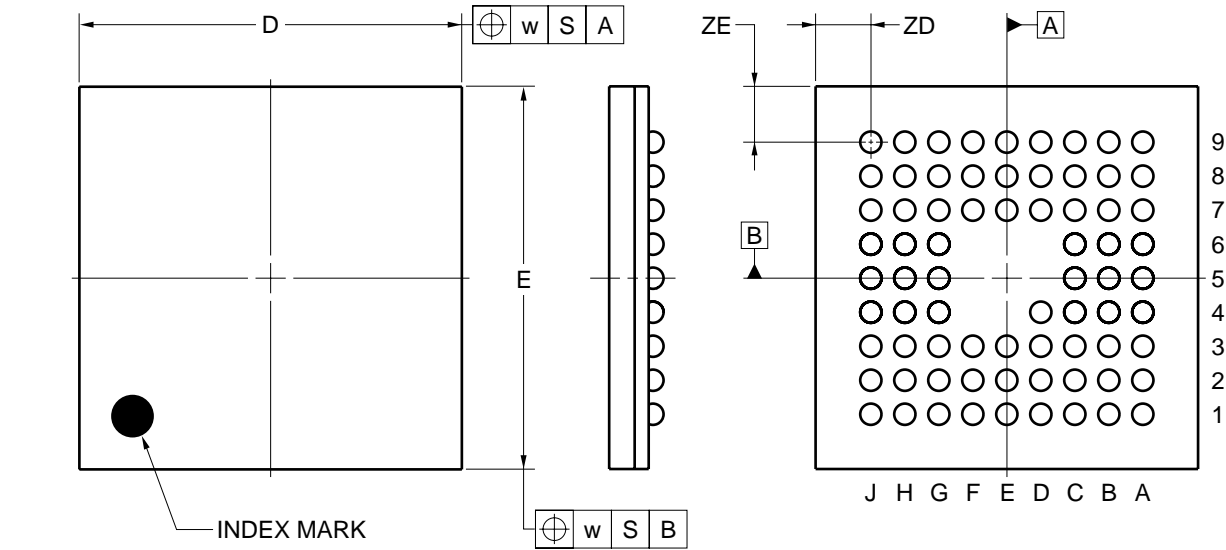 D
⌖ w S A
ZE
ZD
A
9
8
7
B
6
E
5
4
3
2
1
J H G F E D C B A
INDEX MARK
⌖ w S B